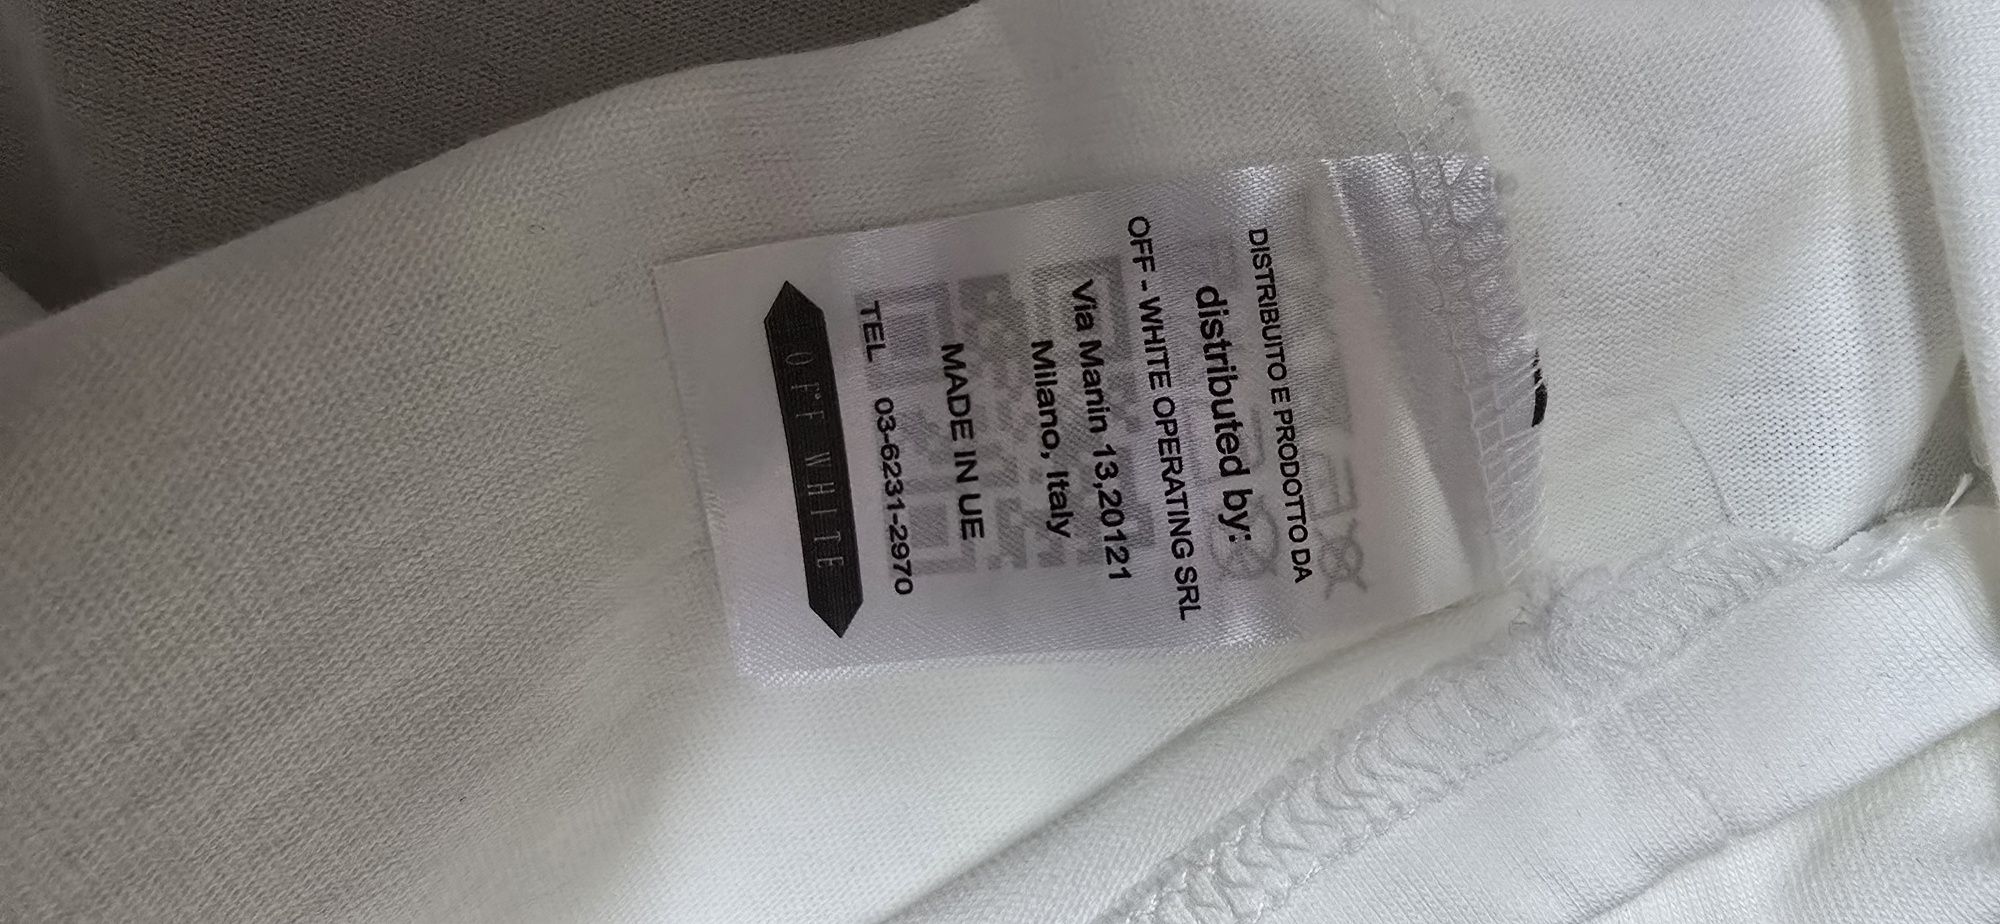 DISTRIBUITO E PRODOTTO DA
distributed by:
OFF - WHITE OPERATING SRL
Via Manin 13,20121
Milano, Italy
MADE IN UE
TEL 03-6231-2970
OFF WHITE